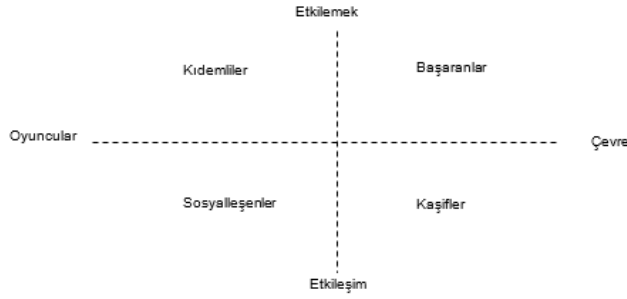 Etkilemek
Kıdemliler
Başaranlar
Oyuncular
Çevre
Sosyalleşenler
Kaşifler
Etkileşim